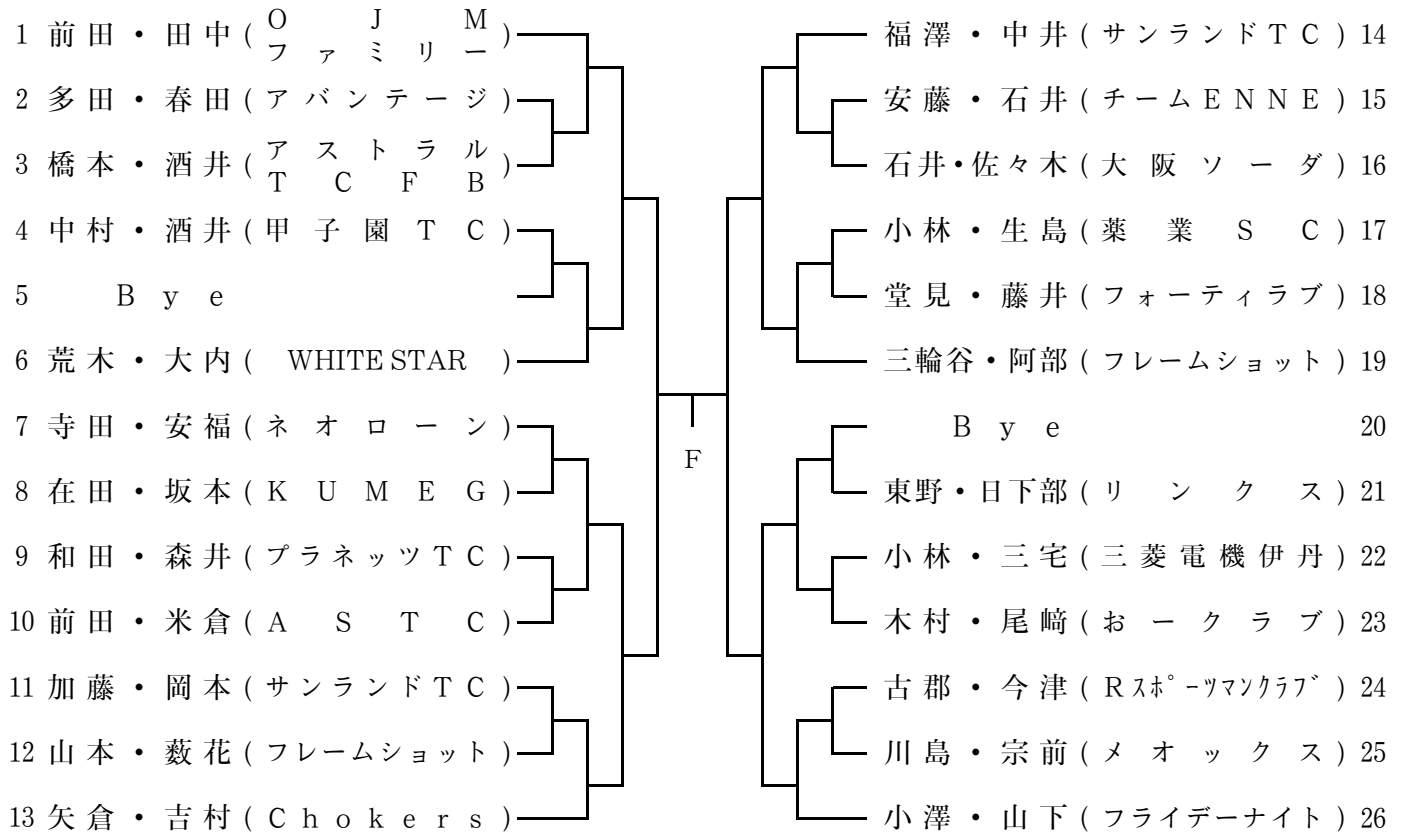 1 前田・田中(OJMファミリー)
2 多田・春田(アバンテージ)
3 橋本・酒井(アストラルTCFB)
4 中村・酒井(甲子園TC)
5 Bye
6 荒木・大内(WHITE STAR)
7 寺田・安福(ネオローン)
8 在田・坂本(KUMEG)
9 和田・森井(プラネッツTC)
10 前田・米倉(ASTC)
11 加藤・岡本(サンランドTC)
12 山本・薮花(フレームショット)
13 矢倉・吉村(Chokers)
F
福澤・中井(サンランドTC) 14
安藤・石井(チームENNE) 15
石井・佐々木(大阪ソーダ) 16
小林・生島(薬業SC) 17
堂見・藤井(フォーティラブ) 18
三輪谷・阿部(フレームショット) 19
Bye 20
東野・日下部(リンクス) 21
小林・三宅(三菱電機伊丹) 22
木村・尾﨑(おークラブ) 23
古郡・今津(Rスポーツマンクラブ) 24
川島・宗前(メオックス) 25
小澤・山下(フライデーナイト) 26